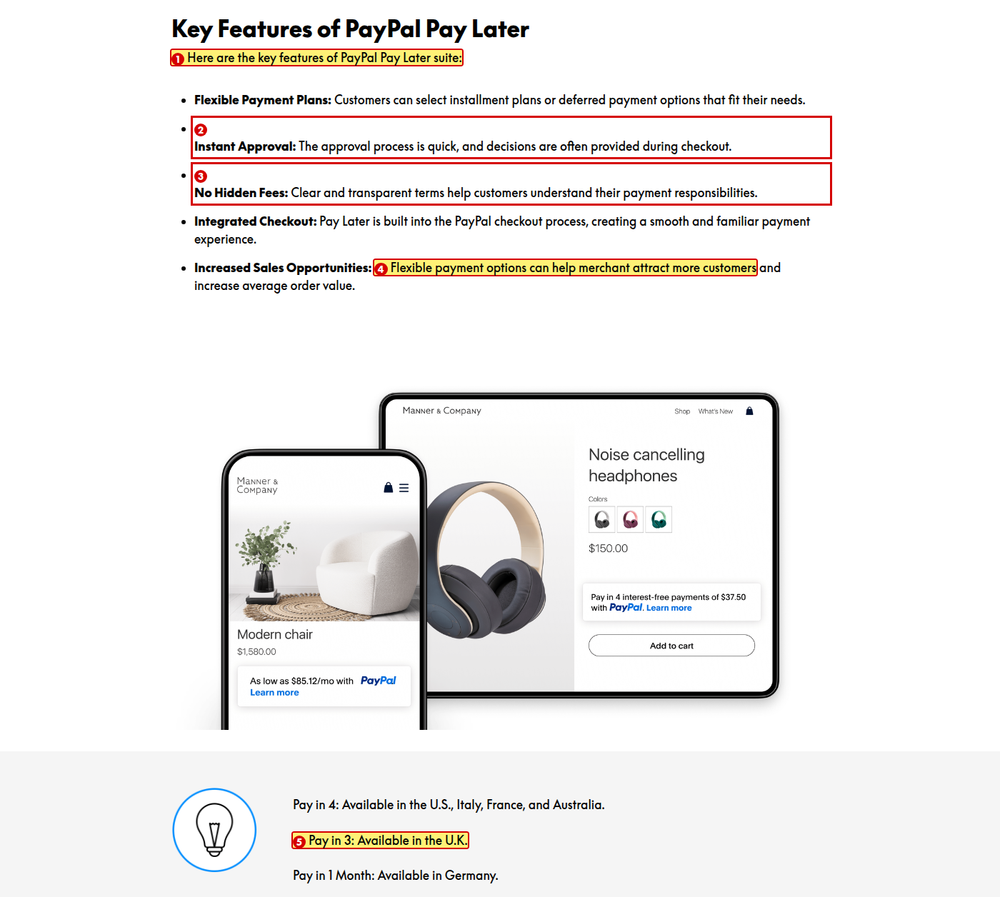 Key Features of PayPal Pay Later
1 Here are the key features of PayPal Pay Later suite:
Flexible Payment Plans: Customers can select installment plans or deferred payment options that fit their needs.
2
Instant Approval: The approval process is quick, and decisions are often provided during checkout.
3
No Hidden Fees: Clear and transparent terms help customers understand their payment responsibilities.
Integrated Checkout: Pay Later is built into the PayPal checkout process, creating a smooth and familiar payment
experience.
Increased Sales Opportunities: 4 Flexible payment options can help merchant attract more customers and
increase average order value.
Manner & Company
Shop What's New
Noise cancelling
headphones
Colors
$150.00
Pay in 4 interest-free payments of $37.50
with PayPal. Learn more
Add to cart
Manner &
Company
Modern chair
$1,580.00
As low as $85.12/mo with PayPal
Learn more
Pay in 4: Available in the U.S., Italy, France, and Australia.
5 Pay in 3: Available in the U.K.
Pay in 1 Month: Available in Germany.